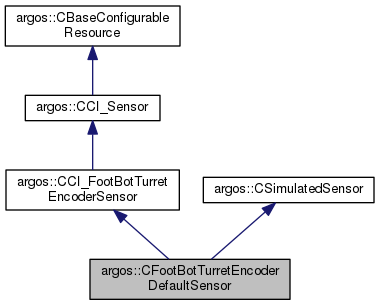 argos::CBaseConfigurable
Resource
argos::CCI_Sensor
argos::CCI_FootBotTurret
EncoderSensor
argos::CSimulatedSensor
argos::CFootBotTurretEncoder
DefaultSensor